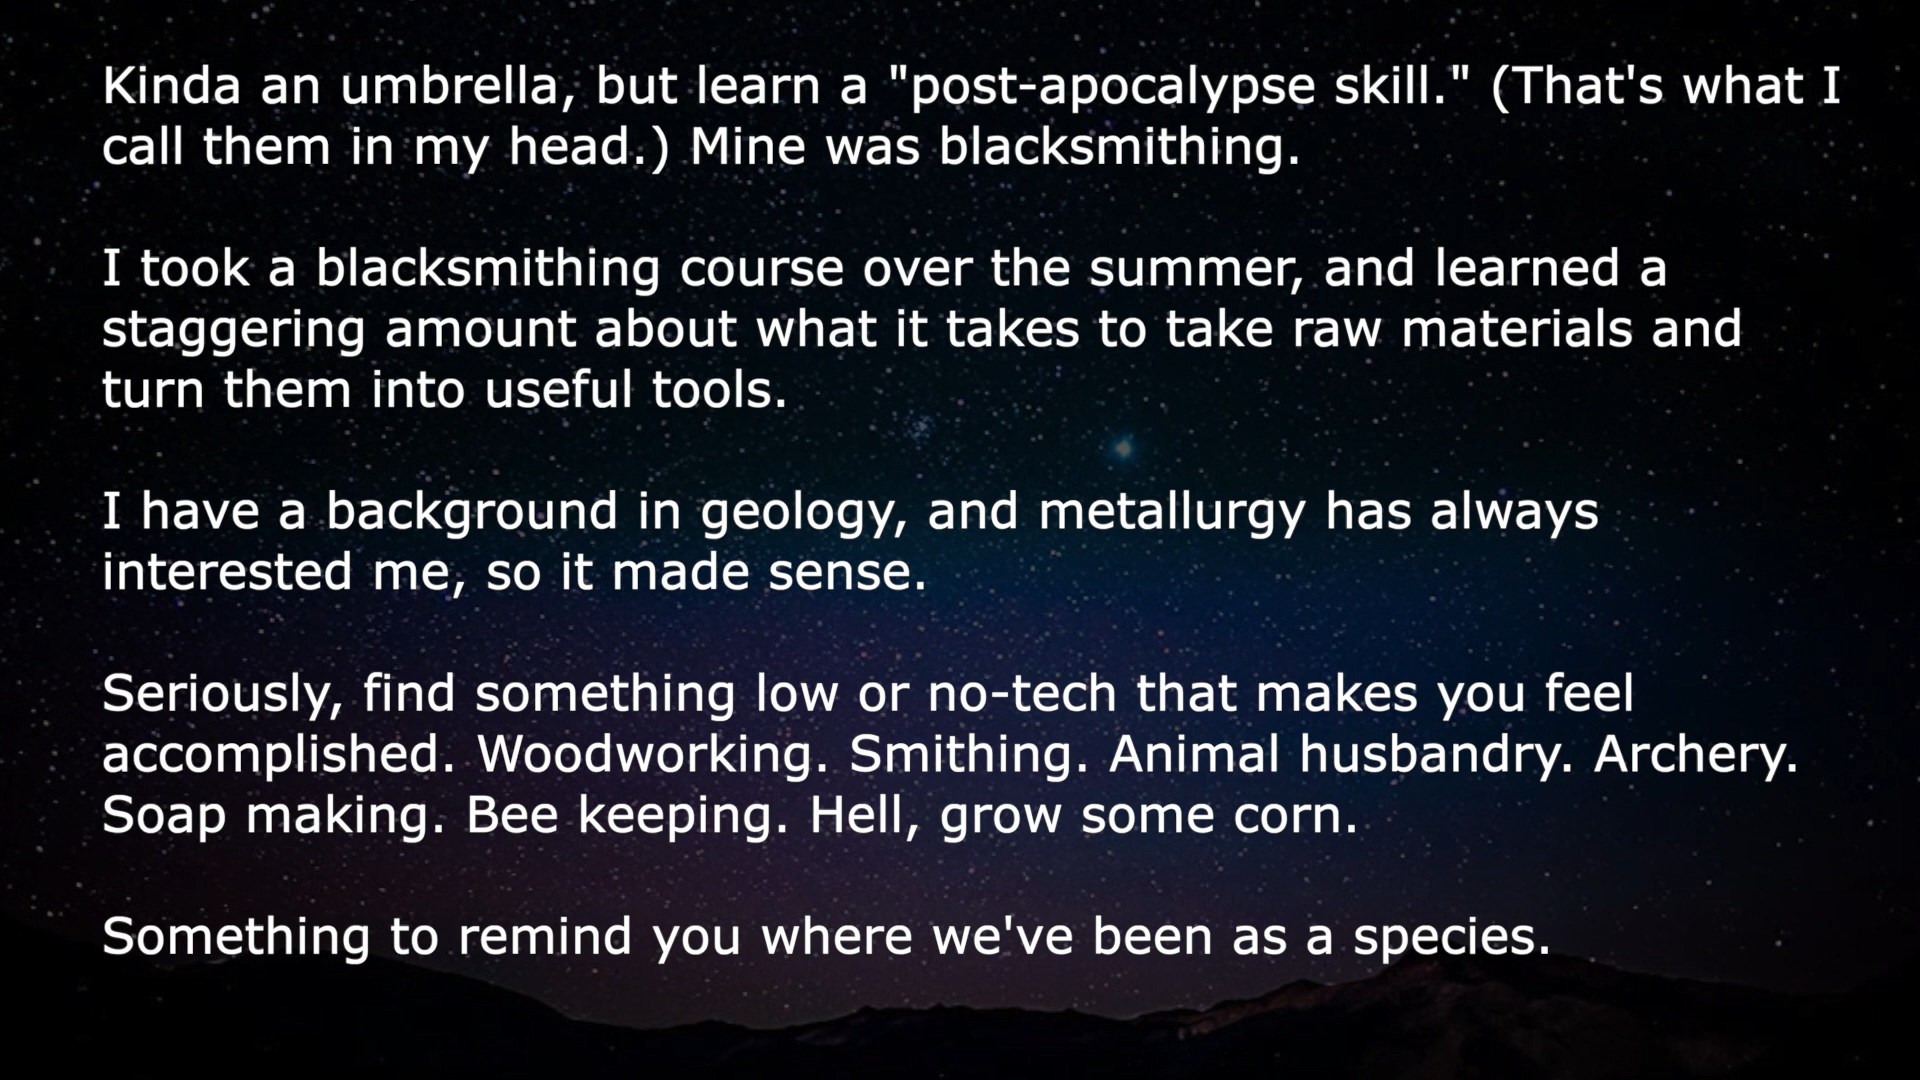 Kinda an umbrella, but learn a "post-apocalypse skill." (That's what I
call them in my head.) Mine was blacksmithing.
I took a blacksmithing course over the summer, and learned a
staggering amount about what it takes to take raw materials and
turn them into useful tools.
I have a background in geology, and metallurgy has always
interested me, so it made sense.
Seriously, find something low or no-tech that makes you feel
accomplished. Woodworking. Smithing. Animal husbandry. Archery.
Soap making. Bee keeping. Hell, grow some corn.
Something to remind you where we've been as a species.